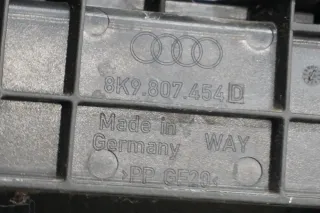 8K9.807.454 D
Made in
Germany WAY
>PP GF20<